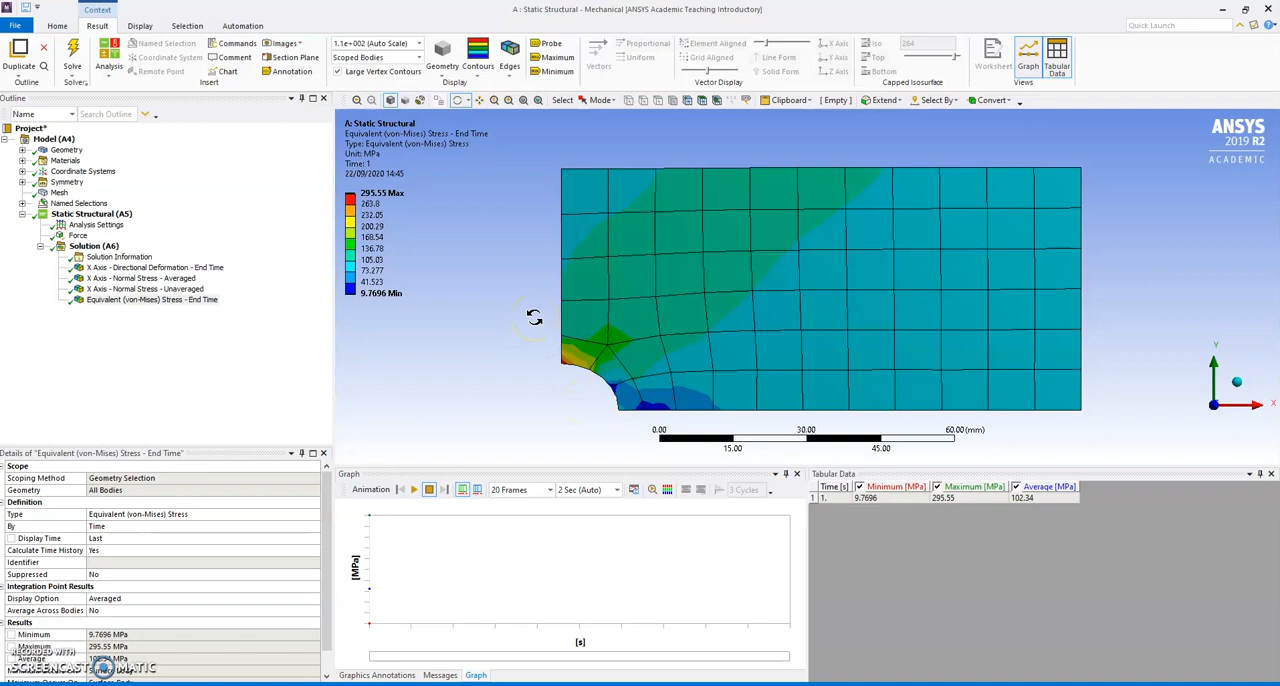 Context
A : Static Structural - Mechanical [ANSYS Academic Teaching Introductory]
File Home Result Display Selection Automation
Quick Launch
Duplicate
Outline
Solve
Solvers
Analysis
Named Selection
Coordinate System
Remote Point
Commands
Comment
Chart
Images
Section Plane
Annotation
Insert
1.1e+002 (Auto Scale)
Scoped Bodies
Large Vertex Contours
Geometry Contours Edges
Display
Probe
Maximum
Minimum
Vectors
Proportional
Uniform
Element Aligned
Grid Aligned
Line Form
Solid Form
Vector Display
X Axis
Y Axis
Z Axis
Iso
Top
Bottom
264
Capped Isosurface
Worksheet
Graph
Tabular
Data
Views
Outline
Name Search Outline
Select Mode Clipboard [ Empty ] Extend Select By Convert
Project*
Model (A4)
Geometry
Materials
Coordinate Systems
Symmetry
Mesh
Named Selections
Static Structural (A5)
Analysis Settings
Force
Solution (A6)
Solution Information
X Axis - Directional Deformation - End Time
X Axis - Normal Stress - Averaged
X Axis - Normal Stress - Unaveraged
Equivalent (von-Mises) Stress - End Time
A: Static Structural
Equivalent (von-Mises) Stress - End Time
Type: Equivalent (von-Mises) Stress
Unit: MPa
Time: 1
22/09/2020 14:45
295.55 Max
263.8
232.05
200.29
168.54
136.78
105.03
73.277
41.523
9.7696 Min
ANSYS
2019 R2
ACADEMIC
Y
X
0.00 30.00 60.00 (mm)
15.00 45.00
Details of "Equivalent (von-Mises) Stress - End Time"
Scope
Scoping Method Geometry Selection
Geometry All Bodies
Definition
Type Equivalent (von-Mises) Stress
By Time
Display Time Last
Calculate Time History Yes
Identifier
Suppressed No
Integration Point Results
Display Option Averaged
Average Across Bodies No
Results
Minimum 9.7696 MPa
Maximum 295.55 MPa
Average
RECORDED WITH
SCREENCAST MATIC
Graph
Animation 20 Frames 2 Sec (Auto) 3 Cycles
[MPa]
[s]
Graphics Annotations Messages Graph
Tabular Data
Time [s] Minimum [MPa] Maximum [MPa] Average [MPa]
1 1. 9.7696 295.55 102.34